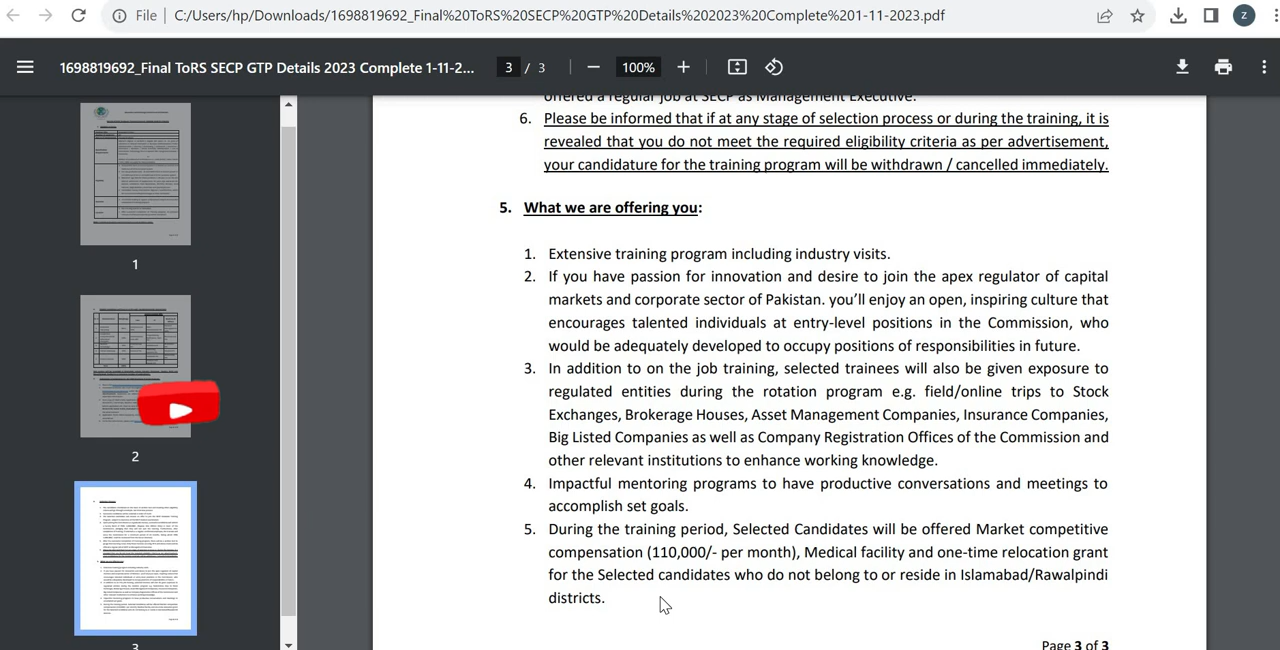 File C:/Users/hp/Downloads/1698819692_Final%20ToRS%20SECP%20GTP%20Details%202023%20Complete%201-11-2023.pdf
z
1698819692_Final ToRS SECP GTP Details 2023 Complete 1-11-2... 3 / 3 100%
offered a regular job at SECP as Management Executive.
6. Please be informed that if at any stage of selection process or during the training, it is
revealed that you do not meet the required eligibility criteria as per advertisement,
your candidature for the training program will be withdrawn / cancelled immediately.
5. What we are offering you:
1. Extensive training program including industry visits.
2. If you have passion for innovation and desire to join the apex regulator of capital
markets and corporate sector of Pakistan. you'll enjoy an open, inspiring culture that
encourages talented individuals at entry-level positions in the Commission, who
would be adequately developed to occupy positions of responsibilities in future.
3. In addition to on the job training, selected trainees will also be given exposure to
regulated entities during the rotation program e.g. field/online trips to Stock
Exchanges, Brokerage Houses, Asset Management Companies, Insurance Companies,
Big Listed Companies as well as Company Registration Offices of the Commission and
other relevant institutions to enhance working knowledge.
4. Impactful mentoring programs to have productive conversations and meetings to
accomplish set goals.
5. During the training period, Selected Candidates will be offered Market competitive
compensation (110,000/- per month), Medical facility and one-time relocation grant
selected candidates who do not reside in Islamabad/Rawalpindi
districts.
Page 3 of 3
1
2
3